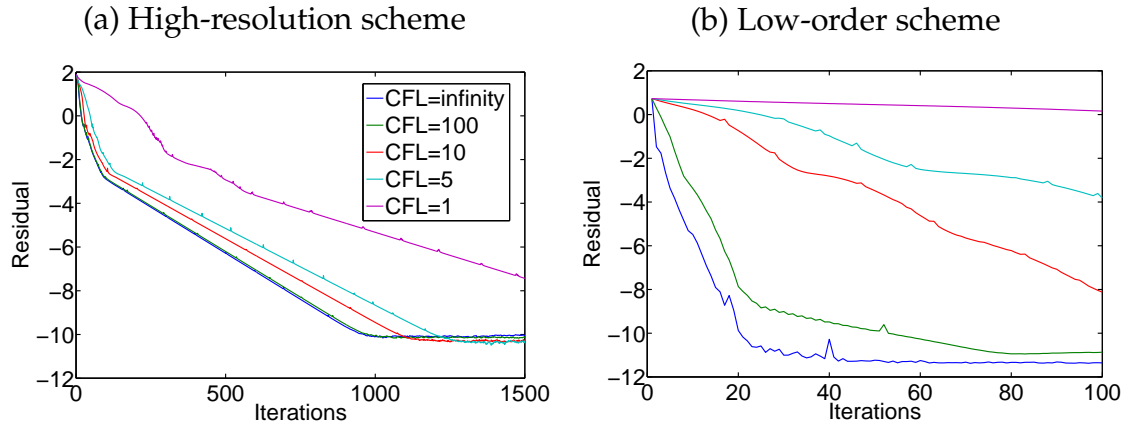 (a) High-resolution scheme
(b) Low-order scheme
2
0
−2
−4
−6
−8
−10
−12
Residual
0
500
1000
1500
Iterations
CFL=infinity
CFL=100
CFL=10
CFL=5
CFL=1
2
0
−2
−4
−6
−8
−10
−12
Residual
0
20
40
60
80
100
Iterations